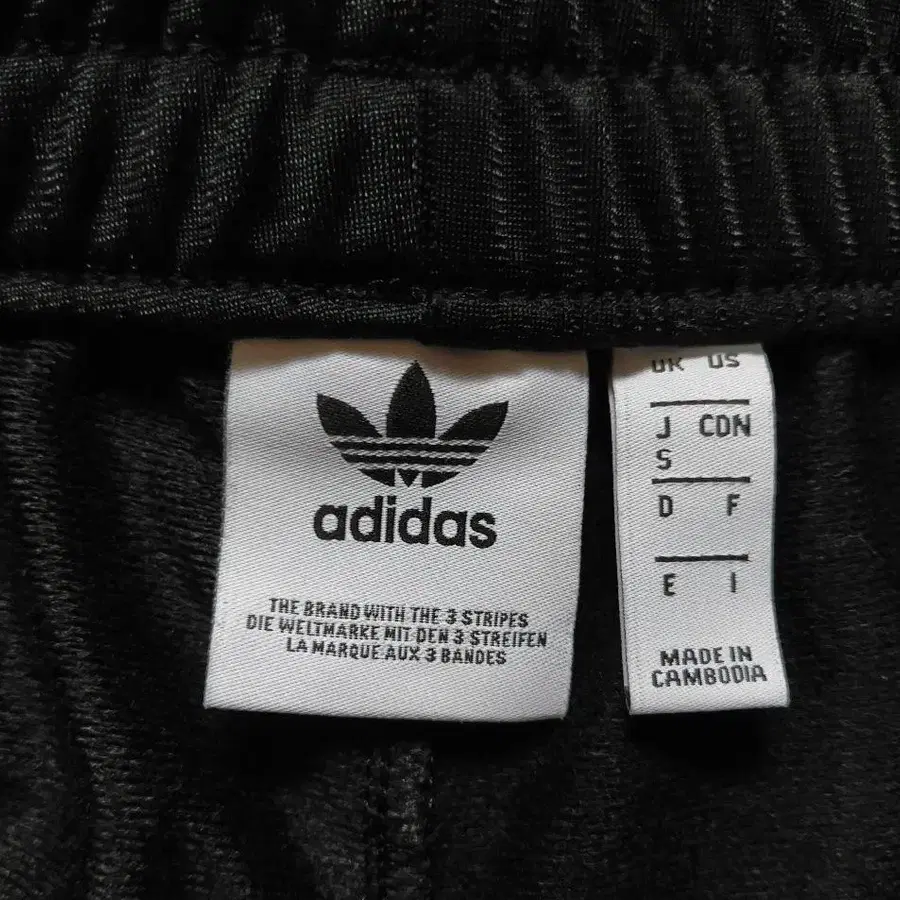 adidas
THE BRAND WITH THE 3 STRIPES
DIE WELTMARKE MIT DEN 3 STREIFEN
LA MARQUE AUX 3 BANDES
UK US
J CDN
S
D F
E I
MADE IN
CAMBODIA